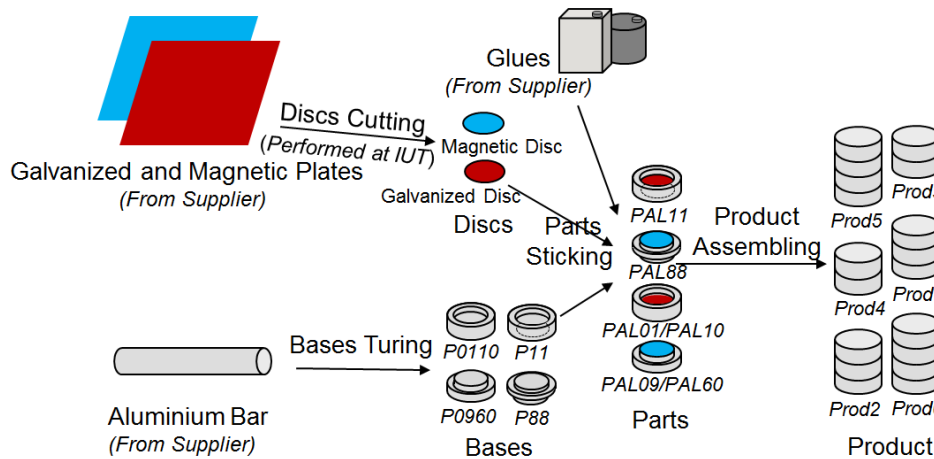 Glues
(From Supplier)
Discs Cutting
(Performed at IUT)
Magnetic Disc
Galvanized and Magnetic Plates
(From Supplier)
Galvanized Disc
Discs
PAL11
Parts
Sticking
PAL88
Product
Assembling
Prod5
Prod4
Prod
PAL01/PAL10
P0110
P11
Bases Turing
PAL09/PAL60
Prod2
Aluminium Bar
(From Supplier)
P0960
P88
Bases
Parts
Product